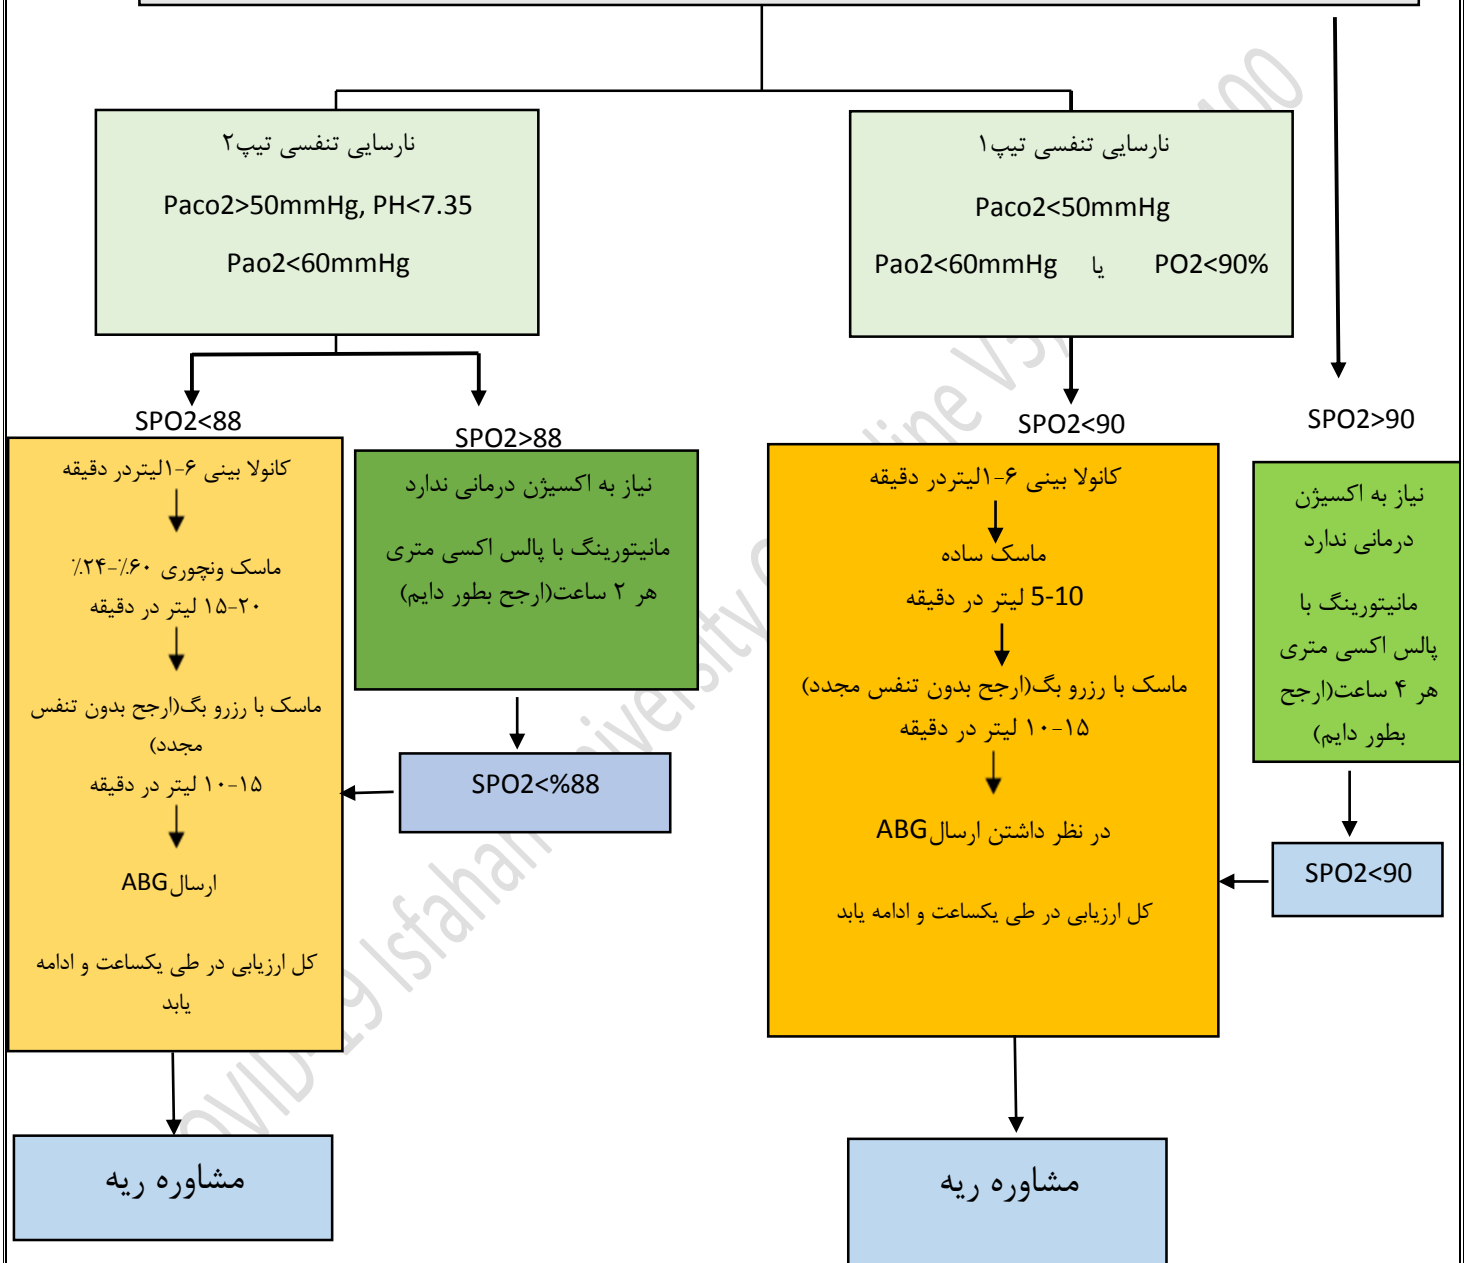 نارسایی تنفسی تیپ۱
Paco2<50mmHg
Pao2<60mmHg یا PO2<90%
نارسایی تنفسی تیپ۲
Paco2>50mmHg, PH<7.35
Pao2<60mmHg
SPO2>90
نیاز به اکسیژن
درمانی ندارد
مانیتورینگ با
پالس اکسی متری
هر ۴ ساعت(ارجح
بطور دایم)
SPO2<90
SPO2<90
کانولا بینی ۶-۱لیتردر دقیقه
ماسک ساده
5-10 لیتر در دقیقه
ماسک با رزرو بگ(ارجح بدون تنفس مجدد)
۱۰-۱۵ لیتر در دقیقه
در نظر داشتن ارسالABG
کل ارزیابی در طی یکساعت و ادامه یابد
مشاوره ریه
SPO2>88
نیاز به اکسیژن درمانی ندارد
مانیتورینگ با پالس اکسی متری
هر ۲ ساعت(ارجح بطور دایم)
SPO2<%88
SPO2<88
کانولا بینی ۶-۱لیتردر دقیقه
ماسک ونچوری ۶۰٪-۲۴٪
۱۵-۲۰ لیتر در دقیقه
ماسک با رزرو بگ(ارجح بدون تنفس
مجدد)
۱۰-۱۵ لیتر در دقیقه
ارسالABG
کل ارزیابی در طی یکساعت و ادامه
یابد
مشاوره ریه
Isfahan